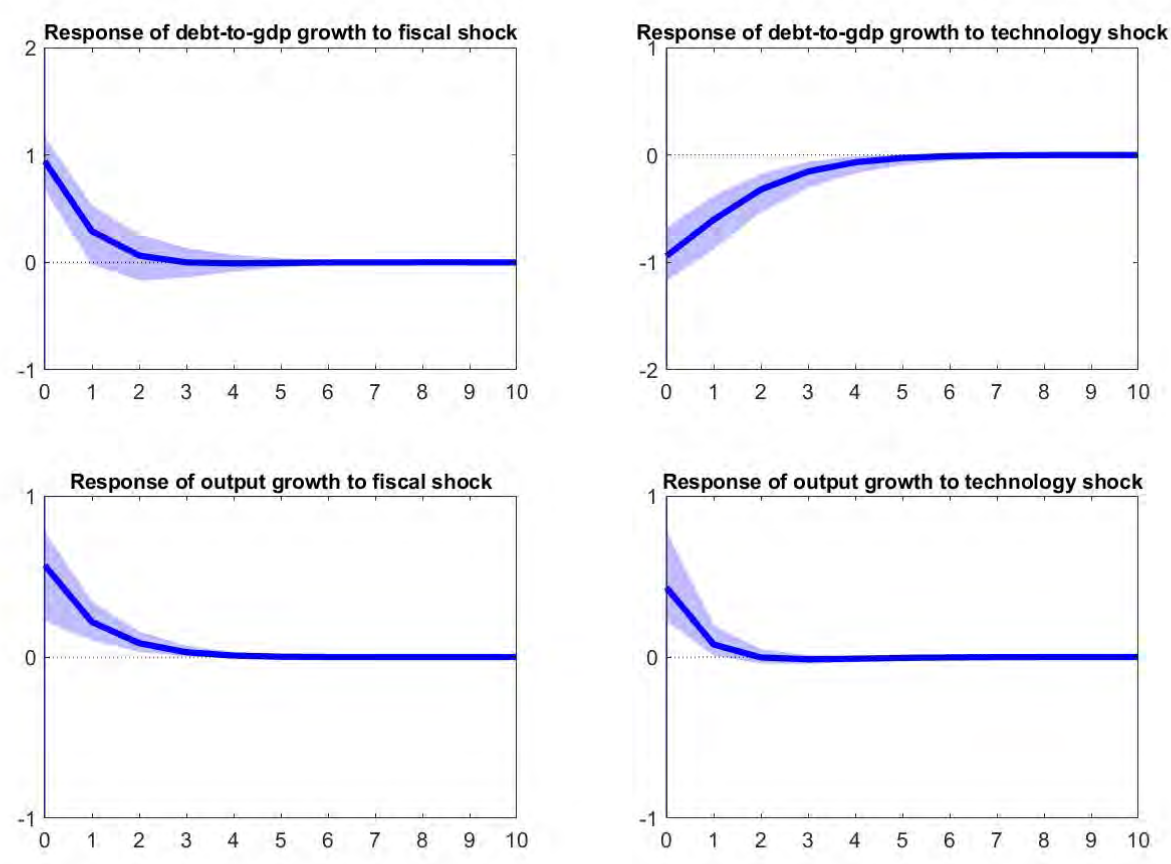 Response of debt-to-gdp growth to fiscal shock
2
1
0
-1
0 1 2 3 4 5 6 7 8 9 10
Response of debt-to-gdp growth to technology shock
1
0
-1
-2
0 1 2 3 4 5 6 7 8 9 10
Response of output growth to fiscal shock
1
0
-1
0 1 2 3 4 5 6 7 8 9 10
Response of output growth to technology shock
1
0
-1
0 1 2 3 4 5 6 7 8 9 10